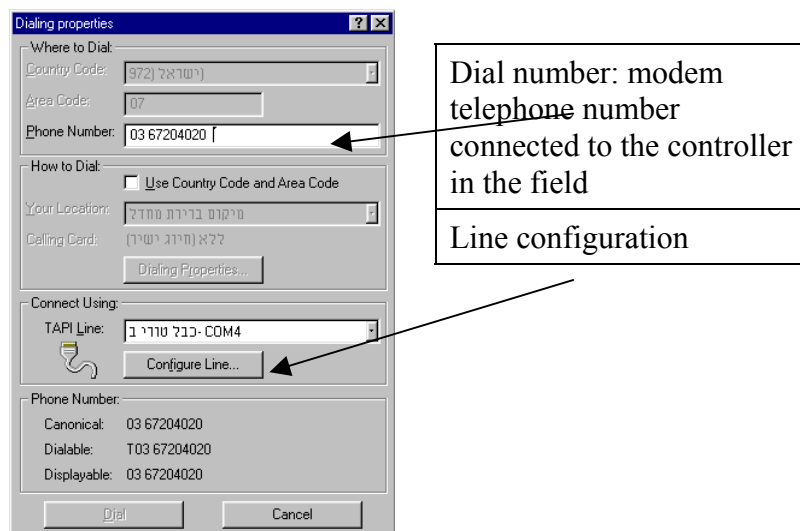 Dialing properties
Where to Dial:
Country Code: 972] ישראל)
Area Code: 07
Phone Number: 03 67204020
How to Dial:
Use Country Code and Area Code
Your Location: מיקום ברירת מחדל
Calling Card: ללא (חיוג ישיר)
Dialing Properties...
Connect Using:
TAPI Line: כבל טורי ב- COM4
Configure Line...
Phone Number:
Canonical: 03 67204020
Dialable: T03 67204020
Displayable: 03 67204020
Dial
Cancel
Dial number: modem
telephone number
connected to the controller
in the field
Line configuration